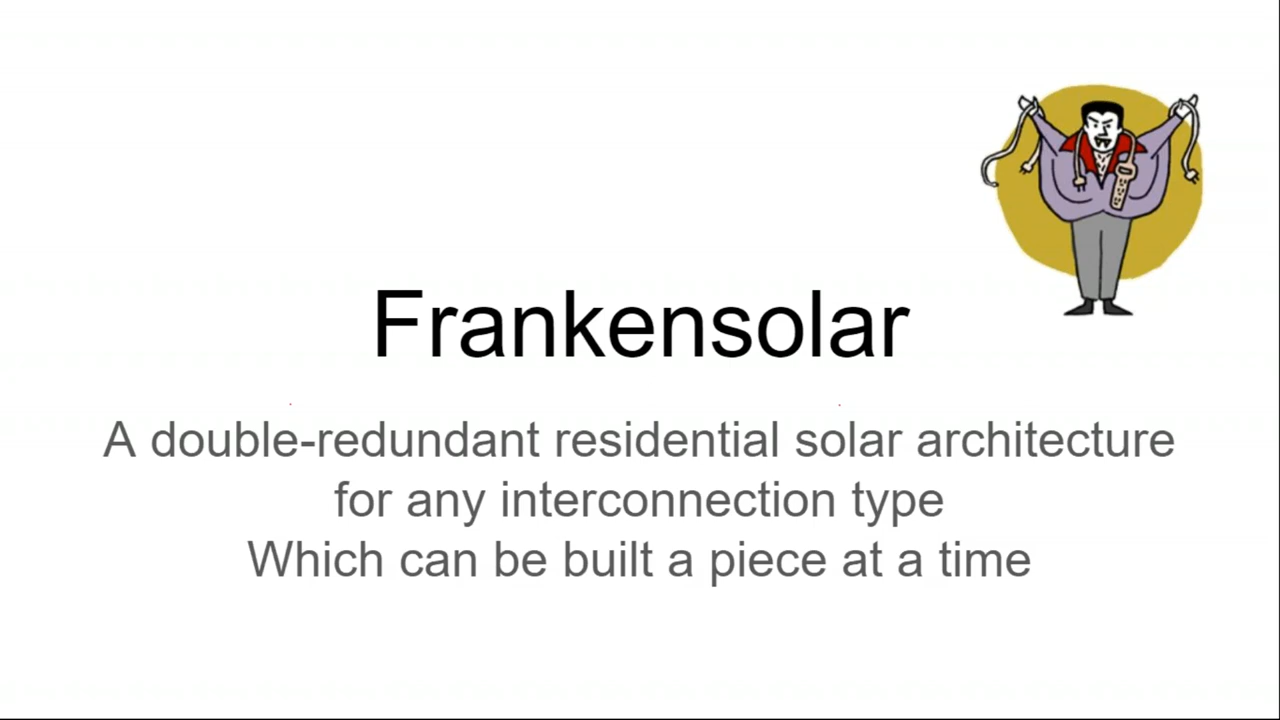 Frankensolar
A double-redundant residential solar architecture
for any interconnection type
Which can be built a piece at a time